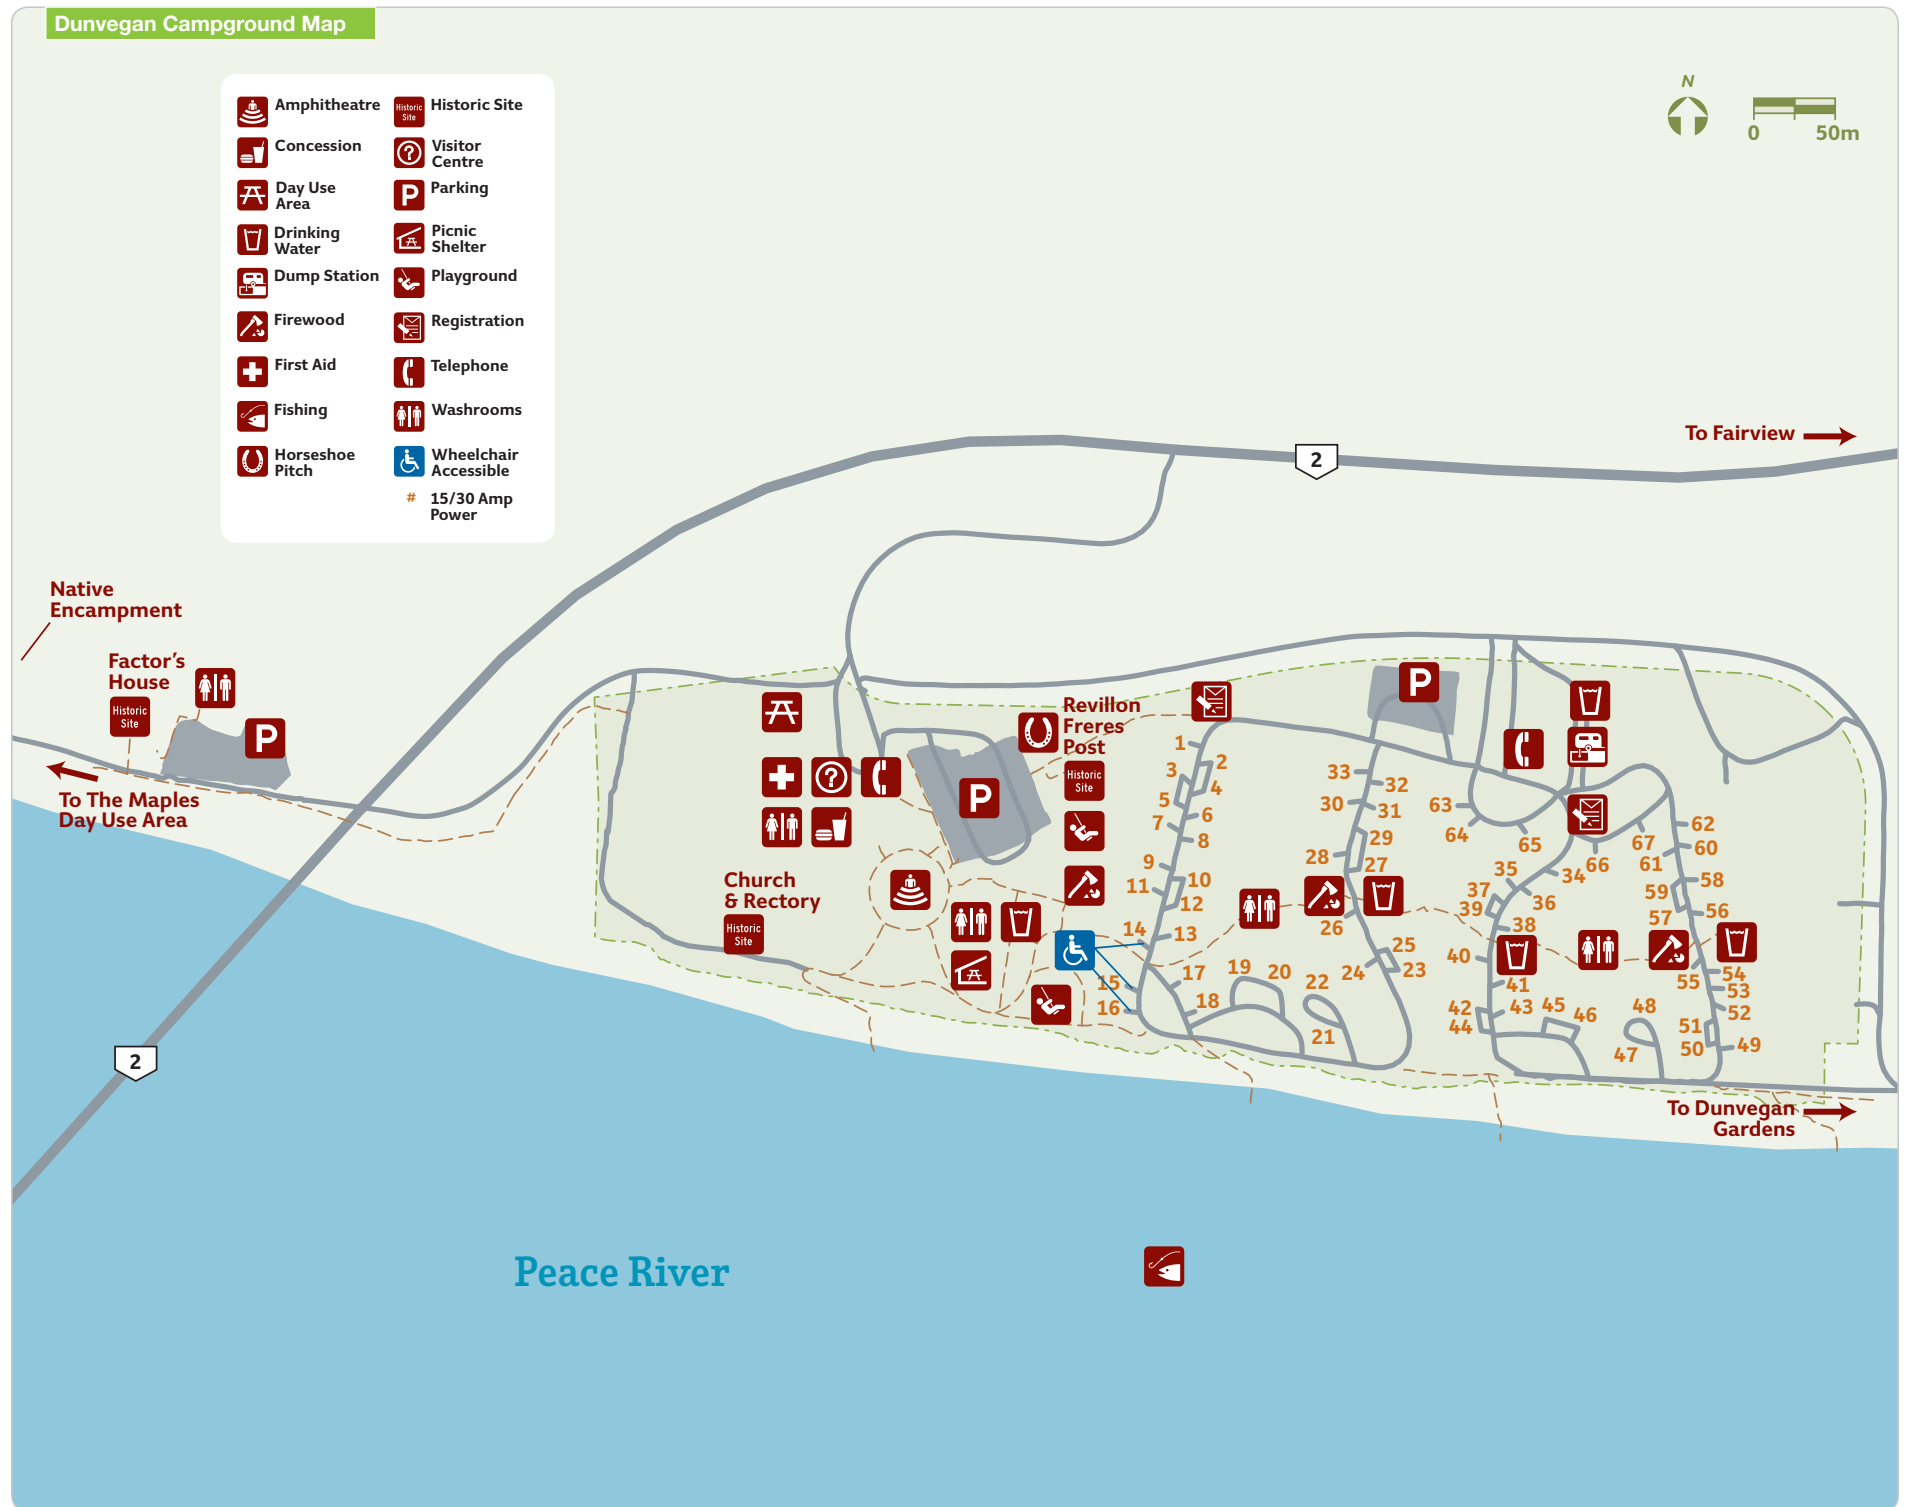 Dunvegan Campground Map
Amphitheatre
Concession
Day Use
Area
Drinking
Water
Dump Station
Firewood
First Aid
Fishing
Horseshoe
Pitch
Historic
Site
Historic Site
?
Visitor
Centre
P
Parking
Picnic
Shelter
Playground
Registration
Telephone
Washrooms
Wheelchair
Accessible
# 15/30 Amp
Power
N
0 50m
To Fairview
2
Native
Encampment
Factor's
House
Historic
Site
P
To The Maples
Day Use Area
2
?
P
Church
& Rectory
Historic
Site
Revillon
Freres
Post
Historic
Site
P
1
2
3
4
5
6
7
8
9
10
11
12
13
14
15
16
17
18
19
20
21
22
23
24
25
26
27
28
29
30
31
32
33
34
35
36
37
38
39
40
41
42
43
44
45
46
47
48
49
50
51
52
53
54
55
56
57
58
59
60
61
62
63
64
65
66
67
To Dunvegan
Gardens
Peace River